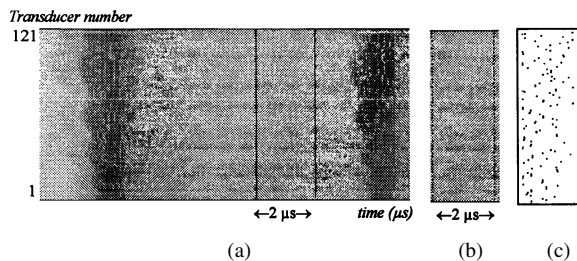 Transducer number
121
1
←2 μs→ time (μs) ←2 μs→
(a) (b) (c)